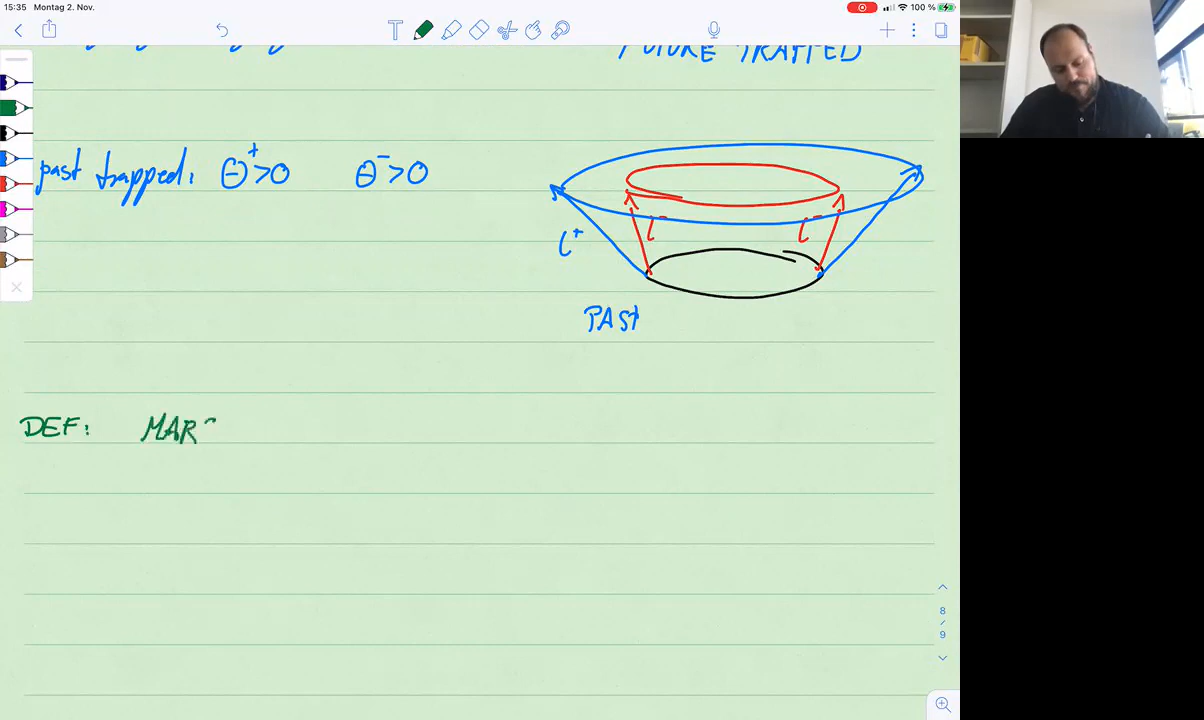 15:35 Montag 2. Nov.
100 %
FUTURE TRAPPED
past trapped: Θ⁺>0 Θ⁻>0
l⁺
l⁻ l⁻
PAST
DEF: MAR
8
/
9